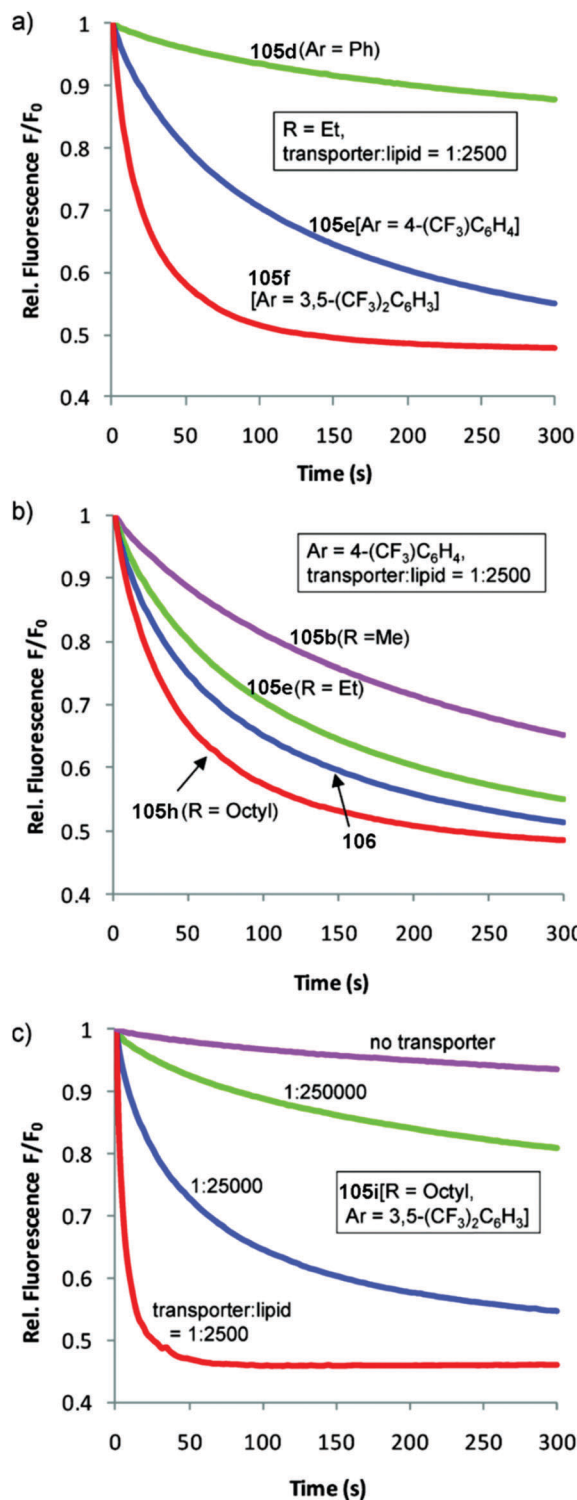 a)
1
0.9
0.8
0.7
0.6
0.5
0.4
Rel. Fluorescence F/F₀
105d (Ar = Ph)
R = Et,
transporter:lipid = 1:2500
105e[Ar = 4-(CF₃)C₆H₄]
105f
[Ar = 3,5-(CF₃)₂C₆H₃]
0 50 100 150 200 250 300
Time (s)
b)
1
0.9
0.8
0.7
0.6
0.5
0.4
Rel. Fluorescence F/F₀
Ar = 4-(CF₃)C₆H₄,
transporter:lipid = 1:2500
105b(R =Me)
105e(R = Et)
105h (R = Octyl)
106
0 50 100 150 200 250 300
Time (s)
c)
1
0.9
0.8
0.7
0.6
0.5
0.4
Rel. Fluorescence F/F₀
no transporter
1:250000
1:25000
105i[R = Octyl,
Ar = 3,5-(CF₃)₂C₆H₃]
transporter:lipid
= 1:2500
0 50 100 150 200 250 300
Time (s)